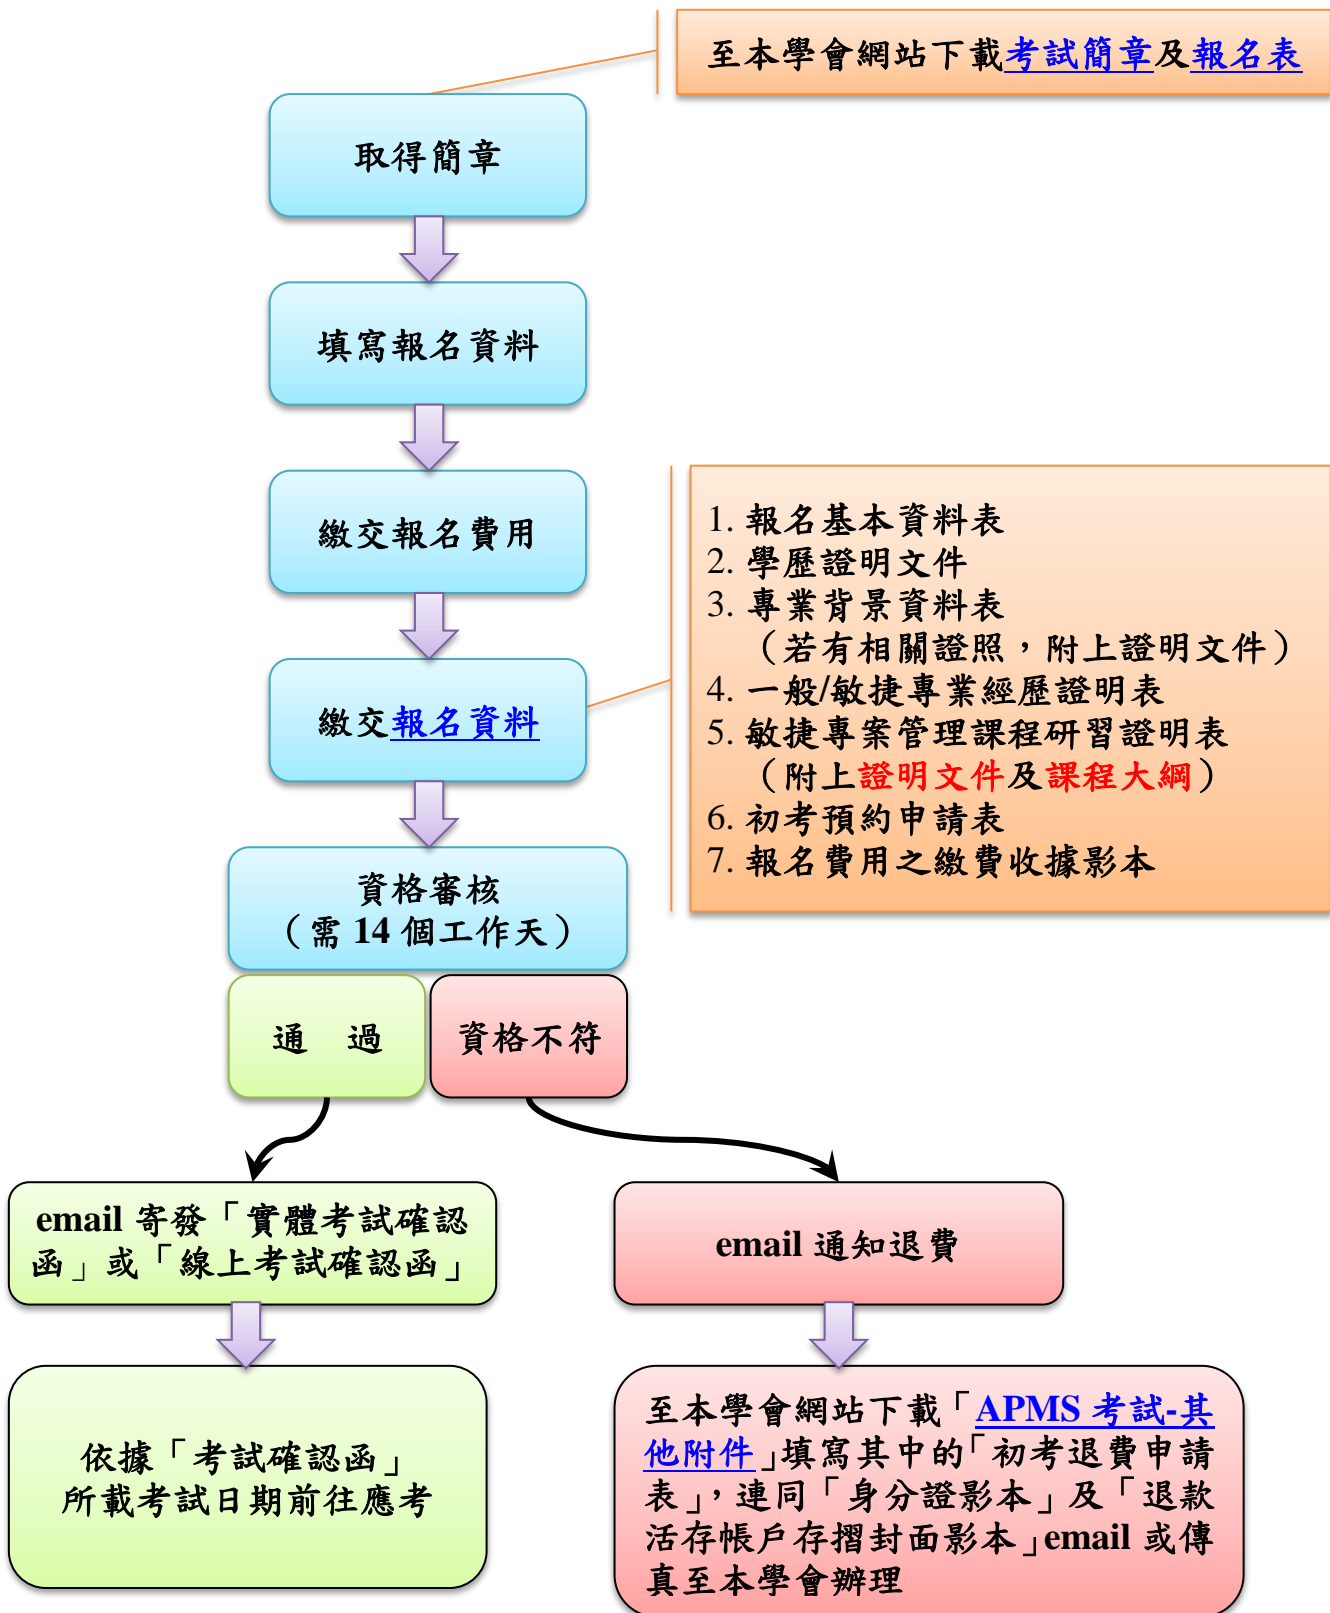 至本學會網站下載考試簡章及報名表
取得簡章
填寫報名資料
繳交報名費用
繳交報名資料
1. 報名基本資料表
2. 學歷證明文件
3. 專業背景資料表
（若有相關證照，附上證明文件）
4. 一般/敏捷專業經歷證明表
5. 敏捷專案管理課程研習證明表
（附上證明文件及課程大綱）
6. 初考預約申請表
7. 報名費用之繳費收據影本
資格審核
（需 14 個工作天）
通　過
資格不符
email 寄發「實體考試確認
函」或「線上考試確認函」
email 通知退費
依據「考試確認函」
所載考試日期前往應考
至本學會網站下載「APMS 考試-其
他附件」填寫其中的「初考退費申請
表」，連同「身分證影本」及「退款
活存帳戶存摺封面影本」email 或傳
真至本學會辦理